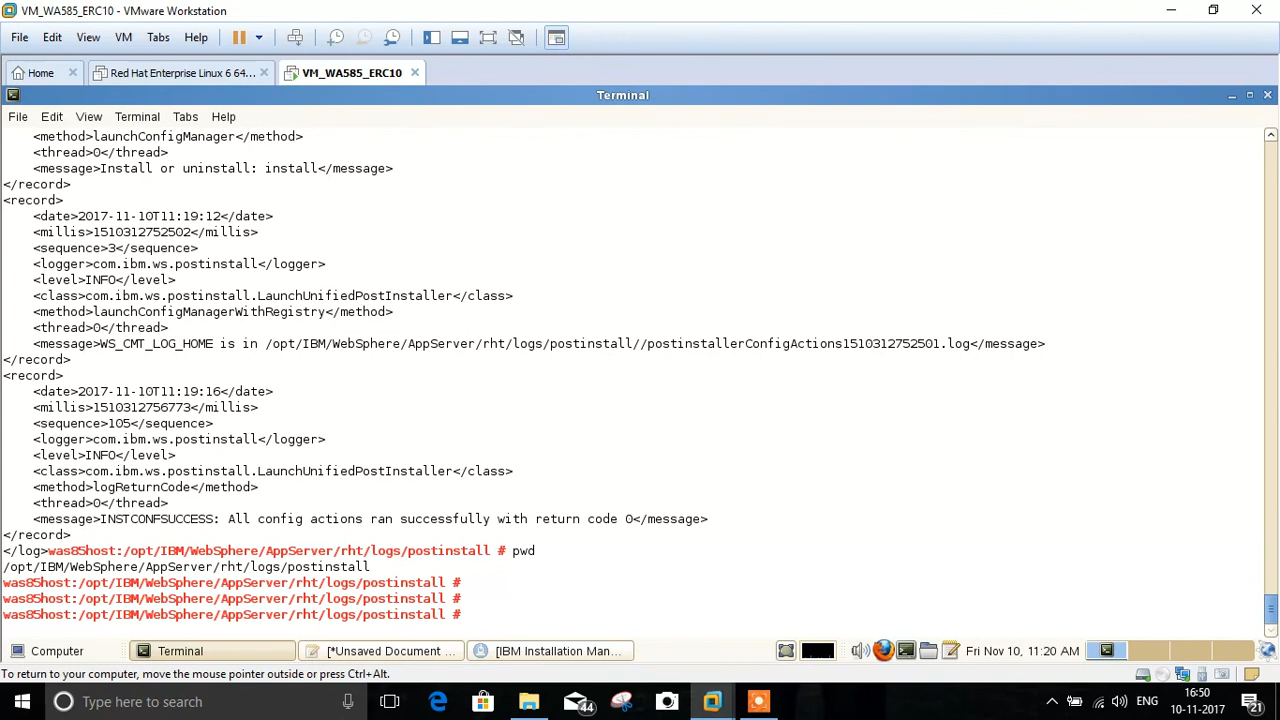 VM_WA585_ERC10 - VMware Workstation
File Edit View VM Tabs Help
Home Red Hat Enterprise Linux 6 64... VM_WA585_ERC10
Terminal
File Edit View Terminal Tabs Help
<method>launchConfigManager</method>
<thread>0</thread>
<message>Install or uninstall: install</message>
</record>
<record>
<date>2017-11-10T11:19:12</date>
<millis>1510312752502</millis>
<sequence>3</sequence>
<logger>com.ibm.ws.postinstall</logger>
<level>INFO</level>
<class>com.ibm.ws.postinstall.LaunchUnifiedPostInstaller</class>
<method>launchConfigManagerWithRegistry</method>
<thread>0</thread>
<message>WS_CMT_LOG_HOME is in /opt/IBM/WebSphere/AppServer/rht/logs/postinstall//postinstallerConfigActions1510312752501.log</message>
</record>
<record>
<date>2017-11-10T11:19:16</date>
<millis>1510312756773</millis>
<sequence>105</sequence>
<logger>com.ibm.ws.postinstall</logger>
<level>INFO</level>
<class>com.ibm.ws.postinstall.LaunchUnifiedPostInstaller</class>
<method>logReturnCode</method>
<thread>0</thread>
<message>INSTCONFSUCCESS: All config actions ran successfully with return code 0</message>
</record>
</log>was85host:/opt/IBM/WebSphere/AppServer/rht/logs/postinstall # pwd
/opt/IBM/WebSphere/AppServer/rht/logs/postinstall
was85host:/opt/IBM/WebSphere/AppServer/rht/logs/postinstall #
was85host:/opt/IBM/WebSphere/AppServer/rht/logs/postinstall #
was85host:/opt/IBM/WebSphere/AppServer/rht/logs/postinstall #
Computer Terminal [*Unsaved Document ... [IBM Installation Man... Fri Nov 10, 11:20 AM
To return to your computer, move the mouse pointer outside or press Ctrl+Alt.
Type here to search 44 ENG 16:50
10-11-2017 21